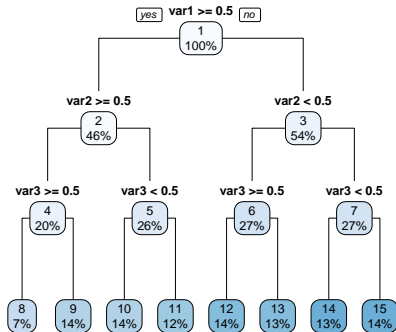 yes var1 >= 0.5 no
1
100%
var2 >= 0.5 var2 < 0.5
2 3
46% 54%
var3 >= 0.5 var3 < 0.5 var3 >= 0.5 var3 < 0.5
4 5 6 7
20% 26% 27% 27%
8 9 10 11 12 13 14 15
7% 14% 14% 12% 14% 13% 13% 14%